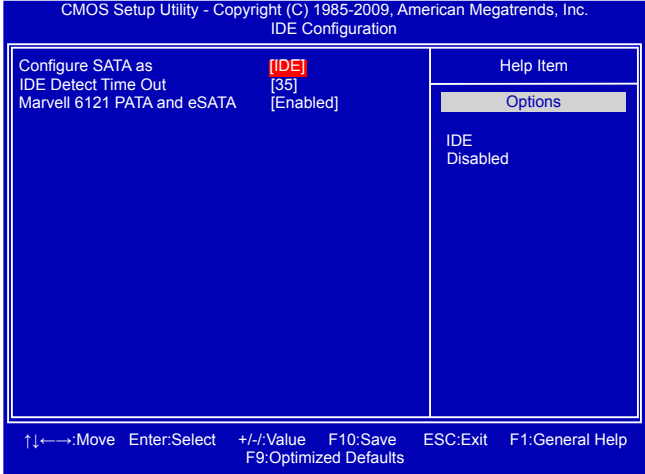 CMOS Setup Utility - Copyright (C) 1985-2009, American Megatrends, Inc.
IDE Configuration
Configure SATA as [IDE]
IDE Detect Time Out [35]
Marvell 6121 PATA and eSATA [Enabled]
Help Item
Options
IDE
Disabled
↑↓←→:Move Enter:Select +/-/:Value F10:Save ESC:Exit F1:General Help
F9:Optimized Defaults